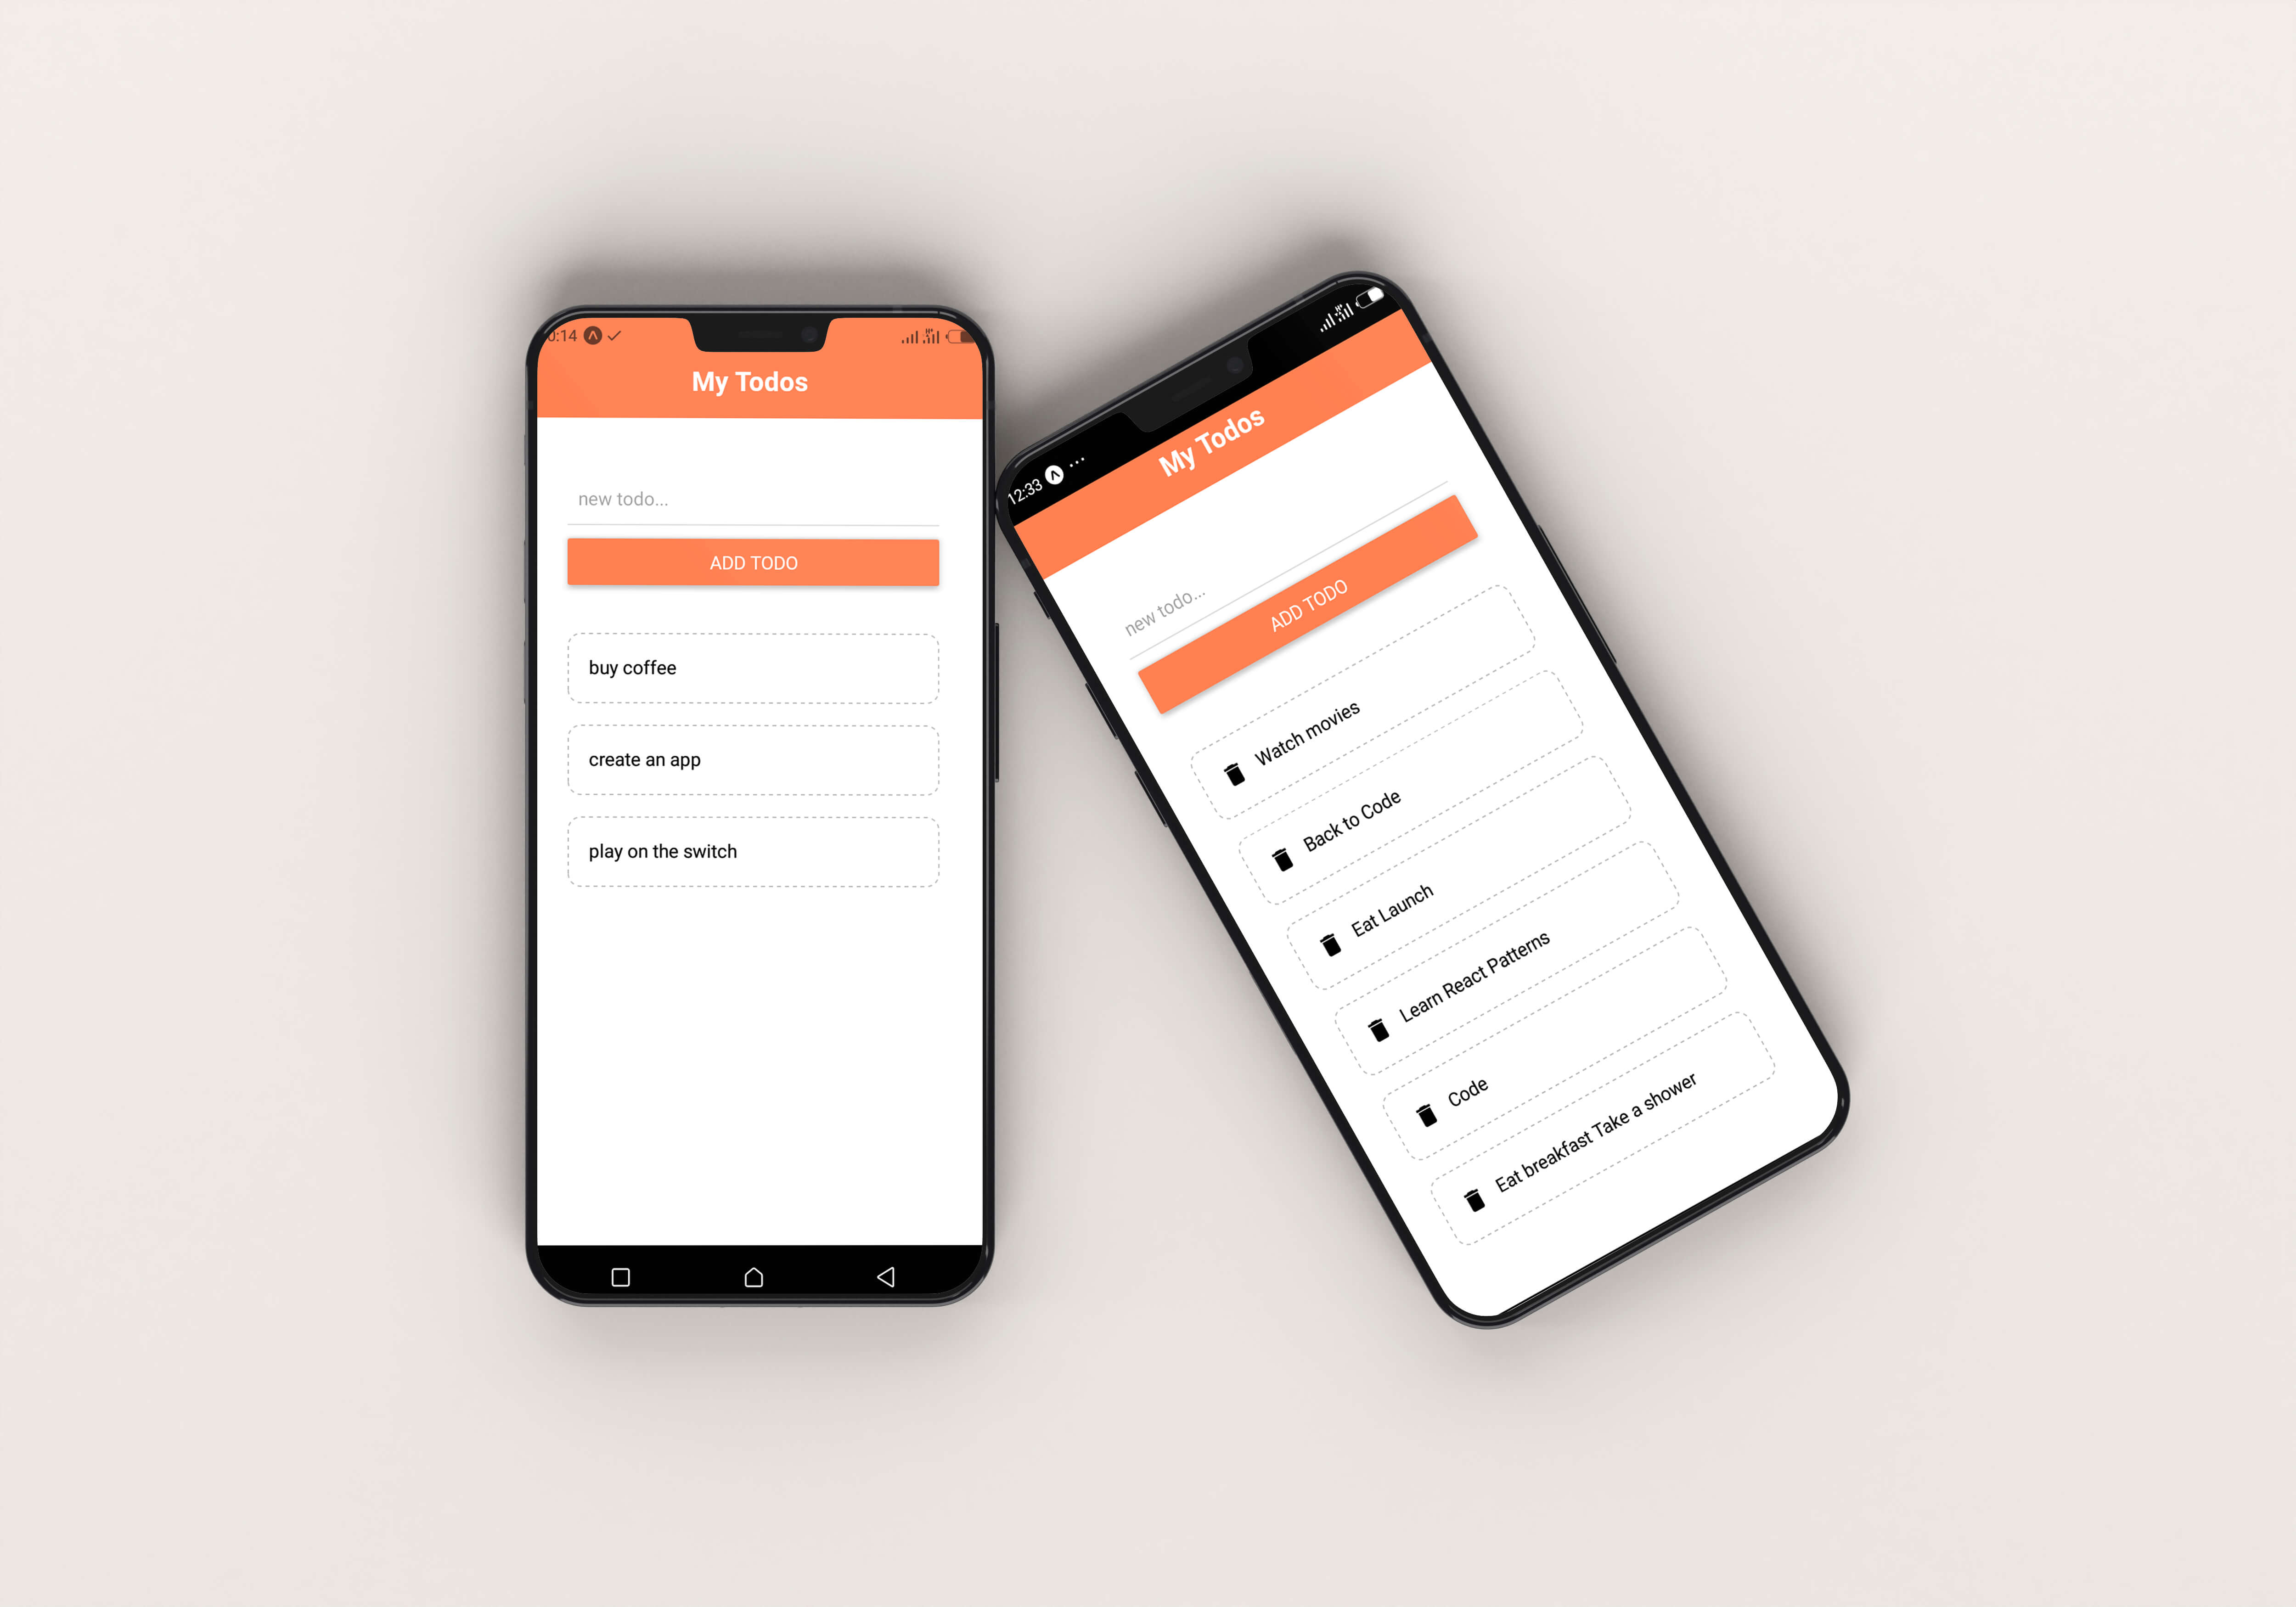 0:14
My Todos
new todo...
ADD TODO
buy coffee
create an app
play on the switch
12:33
My Todos
new todo...
ADD TODO
Watch movies
Back to Code
Eat Launch
Learn React Patterns
Code
Eat breakfast Take a shower